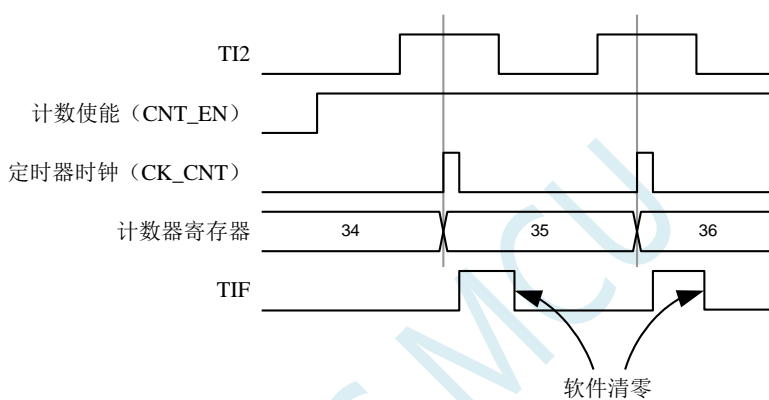 TI2
计数使能（CNT_EN）
定时器时钟（CK_CNT）
计数器寄存器
34
35
36
TIF
软件清零
MCU